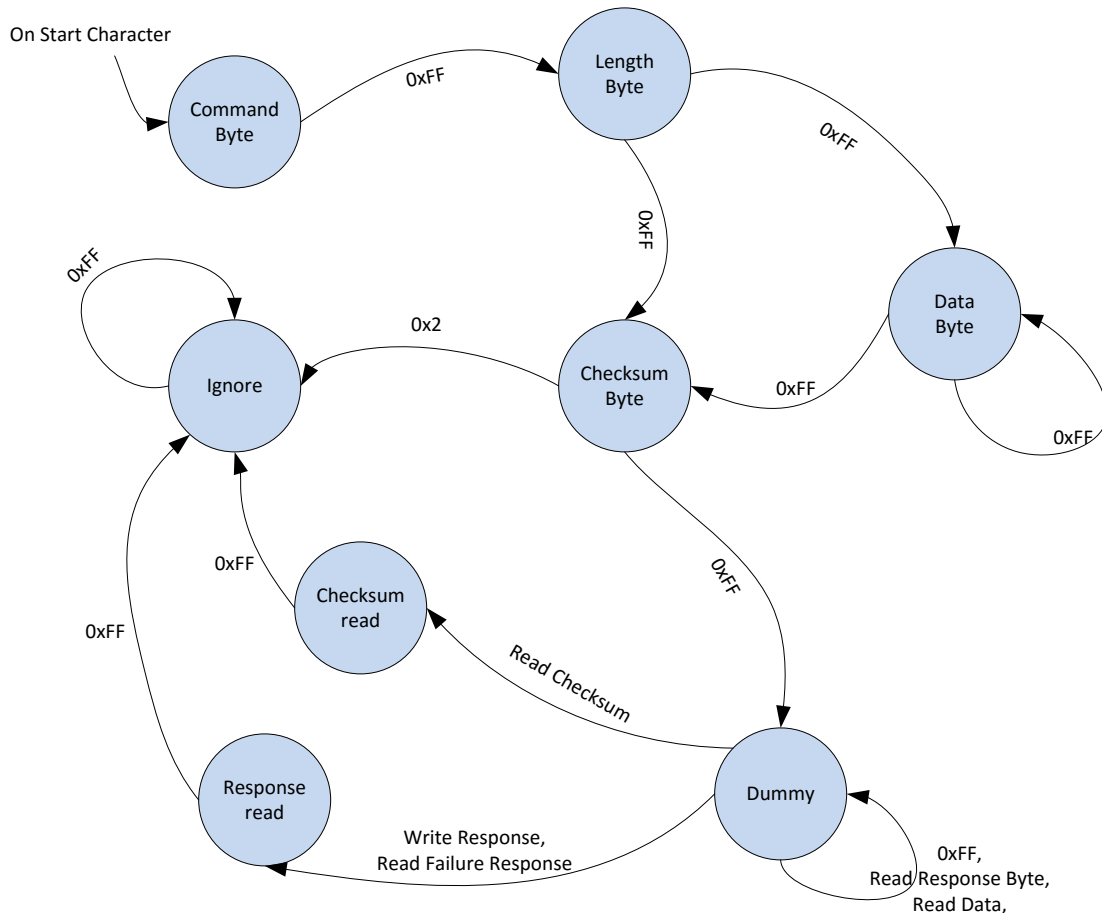 On Start Character
Command
Byte
0xFF
Length
Byte
0xFF
0xFF
0xFF
Data
Byte
0x2
Ignore
Checksum
Byte
0xFF
0xFF
0xFF
0xFF
Checksum
read
0xFF
Read Checksum
Response
read
Dummy
Write Response,
Read Failure Response
0xFF,
Read Response Byte,
Read Data,